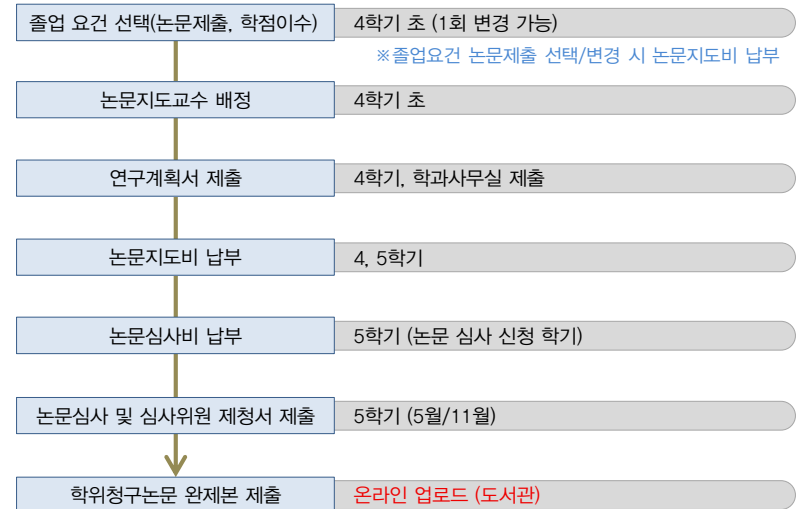 졸업 요건 선택(논문제출, 학점이수) 4학기 초 (1회 변경 가능)
※졸업요건 논문제출 선택/변경 시 논문지도비 납부
논문지도교수 배정 4학기 초
연구계획서 제출 4학기, 학과사무실 제출
논문지도비 납부 4, 5학기
논문심사비 납부 5학기 (논문 심사 신청 학기)
논문심사 및 심사위원 제청서 제출 5학기 (5월/11월)
학위청구논문 완제본 제출 온라인 업로드 (도서관)